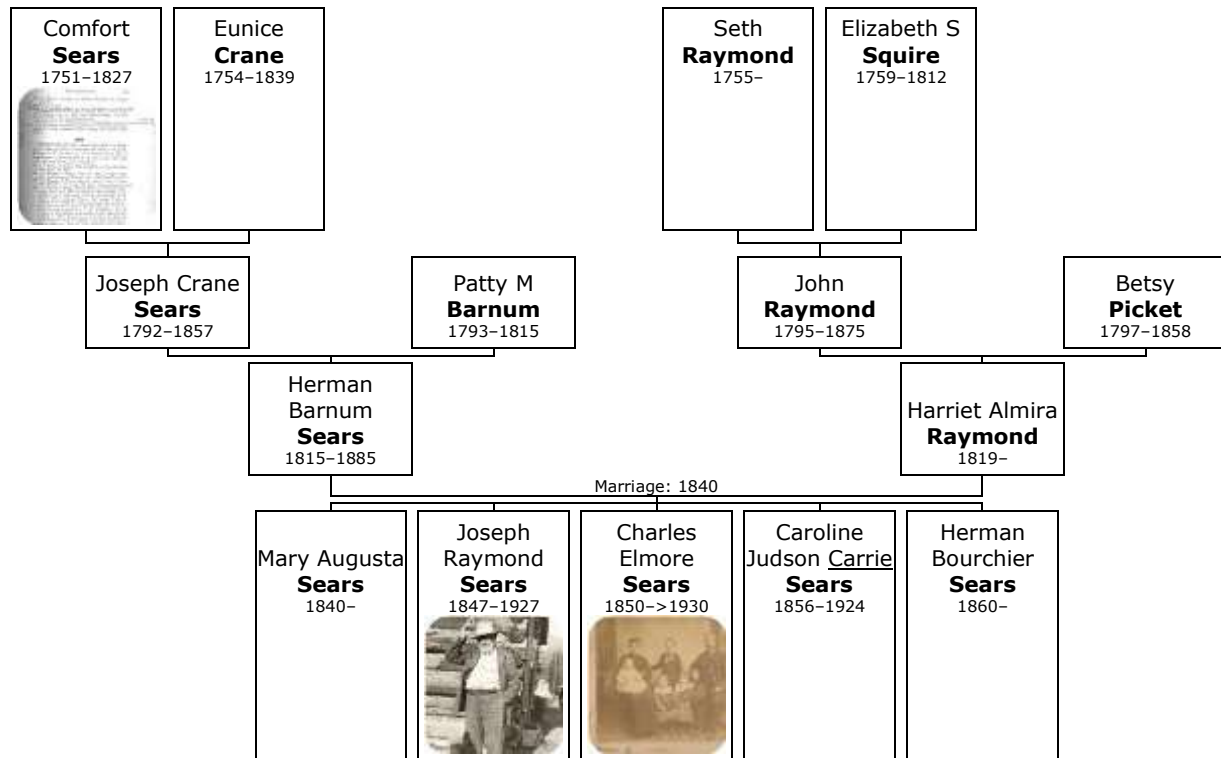 Comfort
Sears
1751–1827
Eunice
Crane
1754–1839
Seth
Raymond
1755–
Elizabeth S
Squire
1759–1812
Joseph Crane
Sears
1792–1857
Patty M
Barnum
1793–1815
John
Raymond
1795–1875
Betsy
Picket
1797–1858
Herman
Barnum
Sears
1815–1885
Harriet Almira
Raymond
1819–
Marriage: 1840
Mary Augusta
Sears
1840–
Joseph
Raymond
Sears
1847–1927
Charles
Elmore
Sears
1850–>1930
Caroline
Judson Carrie
Sears
1856–1924
Herman
Bourchier
Sears
1860–